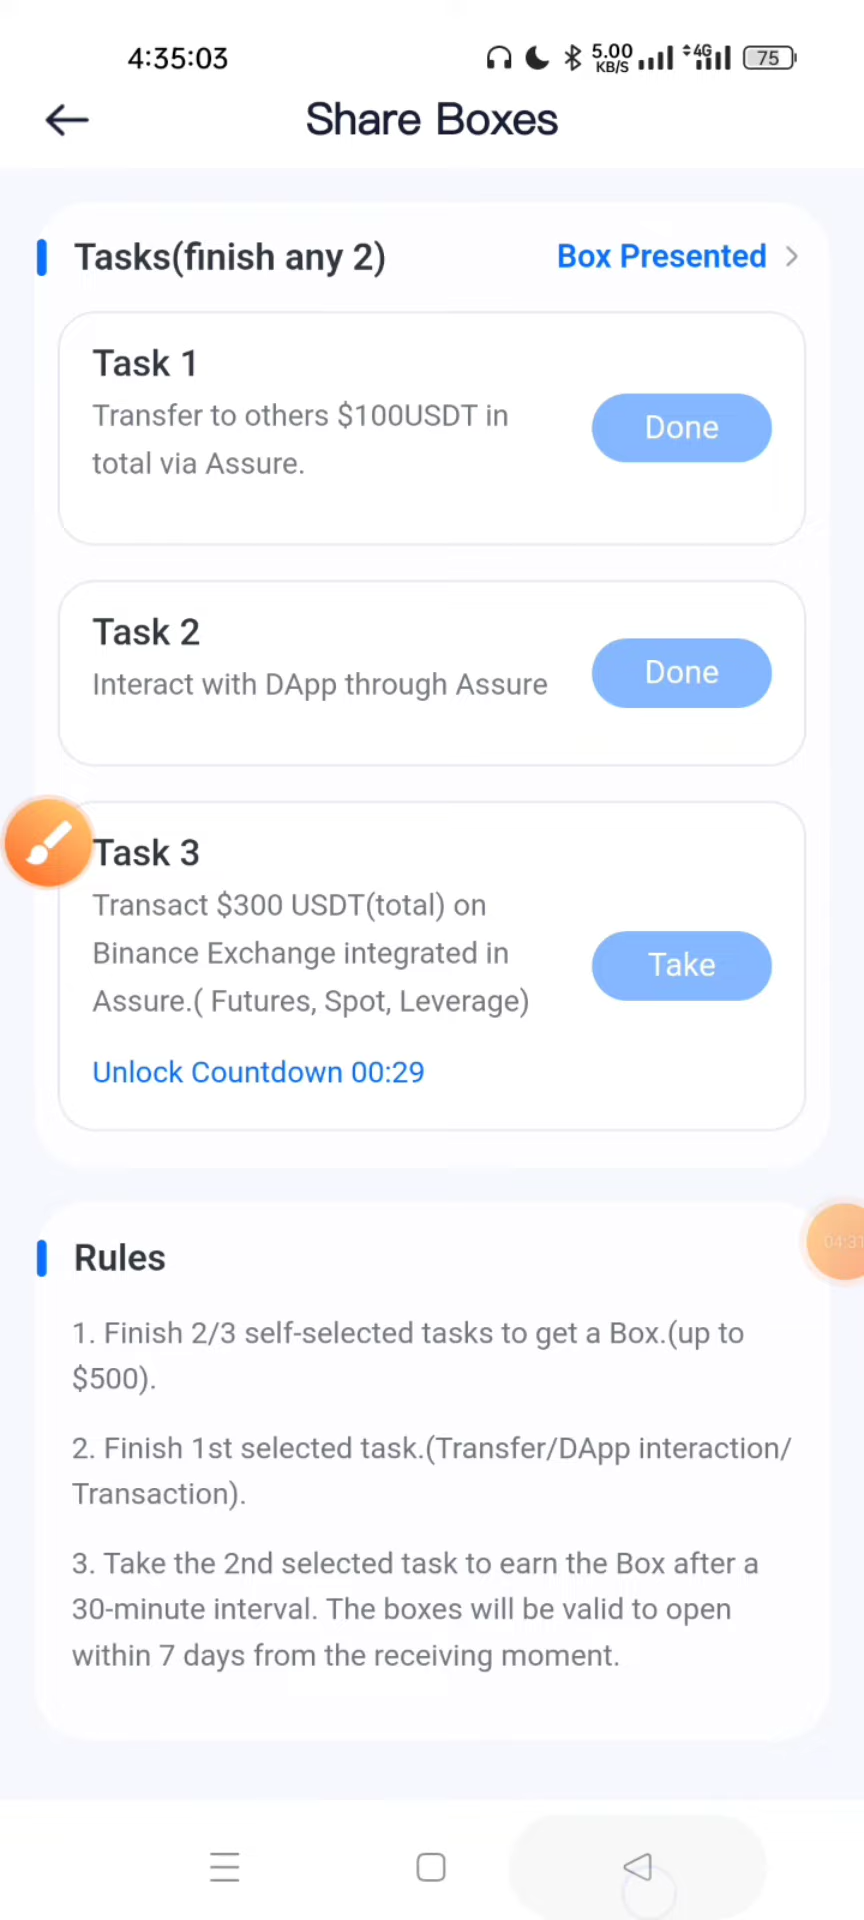 4:35:03
5.00
KB/S
4G
75
Share Boxes
Tasks(finish any 2)
Box Presented
Task 1
Transfer to others $100USDT in
total via Assure.
Done
Task 2
Interact with DApp through Assure
Done
Task 3
Transact $300 USDT(total) on
Binance Exchange integrated in
Assure.( Futures, Spot, Leverage)
Take
Unlock Countdown 00:29
04:31
Rules
1. Finish 2/3 self-selected tasks to get a Box.(up to
$500).
2. Finish 1st selected task.(Transfer/DApp interaction/
Transaction).
3. Take the 2nd selected task to earn the Box after a
30-minute interval. The boxes will be valid to open
within 7 days from the receiving moment.